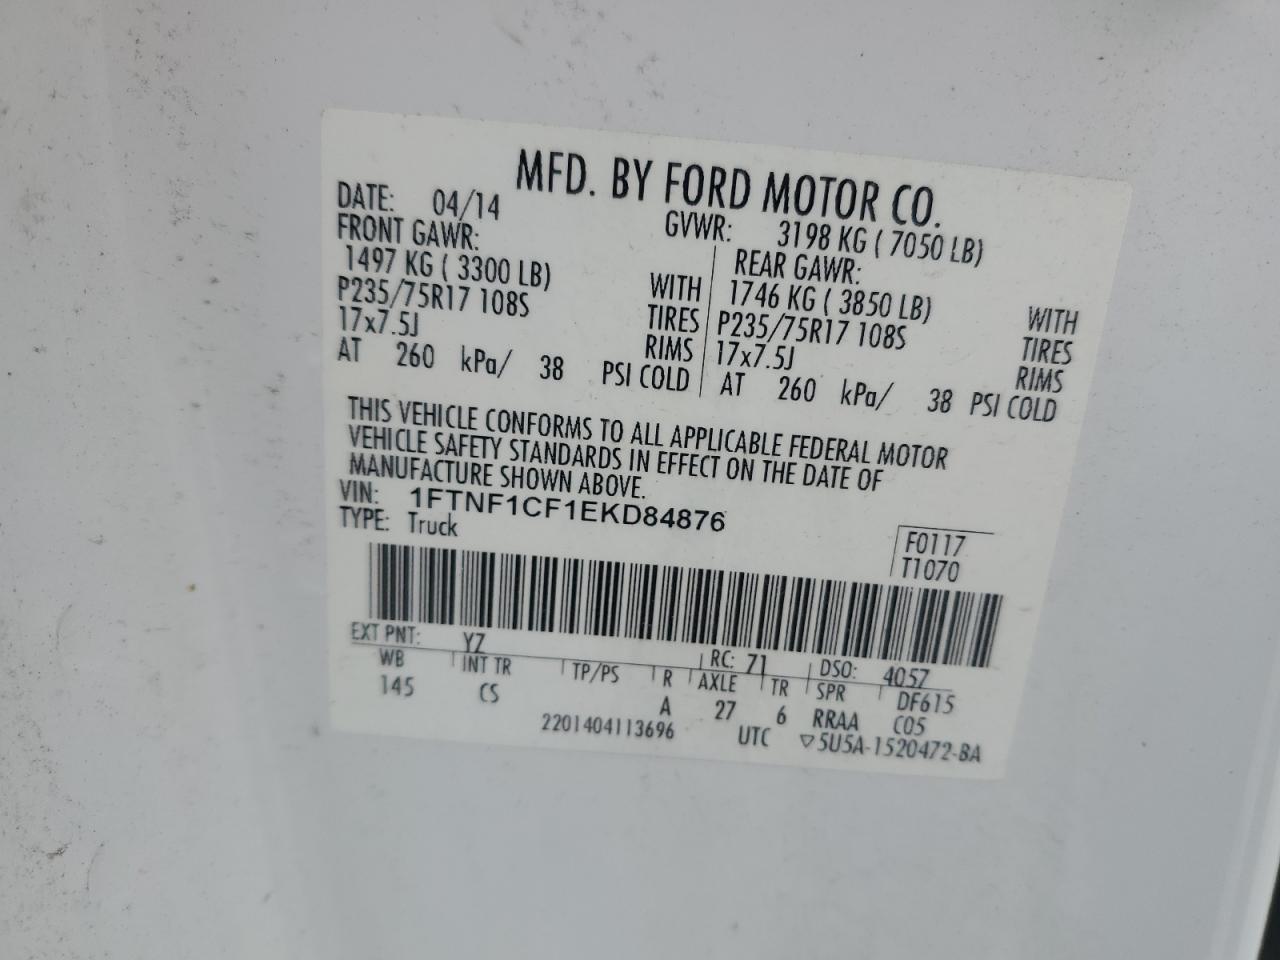 MFD. BY FORD MOTOR CO.
DATE: 04/14 GVWR: 3198 KG ( 7050 LB)
FRONT GAWR: REAR GAWR:
1497 KG ( 3300 LB) WITH 1746 KG ( 3850 LB) WITH
P235/75R17 108S TIRES P235/75R17 108S TIRES
17x7.5J RIMS 17x7.5J RIMS
AT 260 kPa/ 38 PSI COLD AT 260 kPa/ 38 PSI COLD
THIS VEHICLE CONFORMS TO ALL APPLICABLE FEDERAL MOTOR
VEHICLE SAFETY STANDARDS IN EFFECT ON THE DATE OF
MANUFACTURE SHOWN ABOVE.
VIN: 1FTNF1CF1EKD84876
TYPE: Truck
F0117
T1070
EXT PNT: YZ RC: 71 DSO: 4057
WB INT TR TP/PS R AXLE TR SPR DF615
145 CS A 27 6 RRAA C05
2201404113696 UTC ▽5U5A-1520472-BA